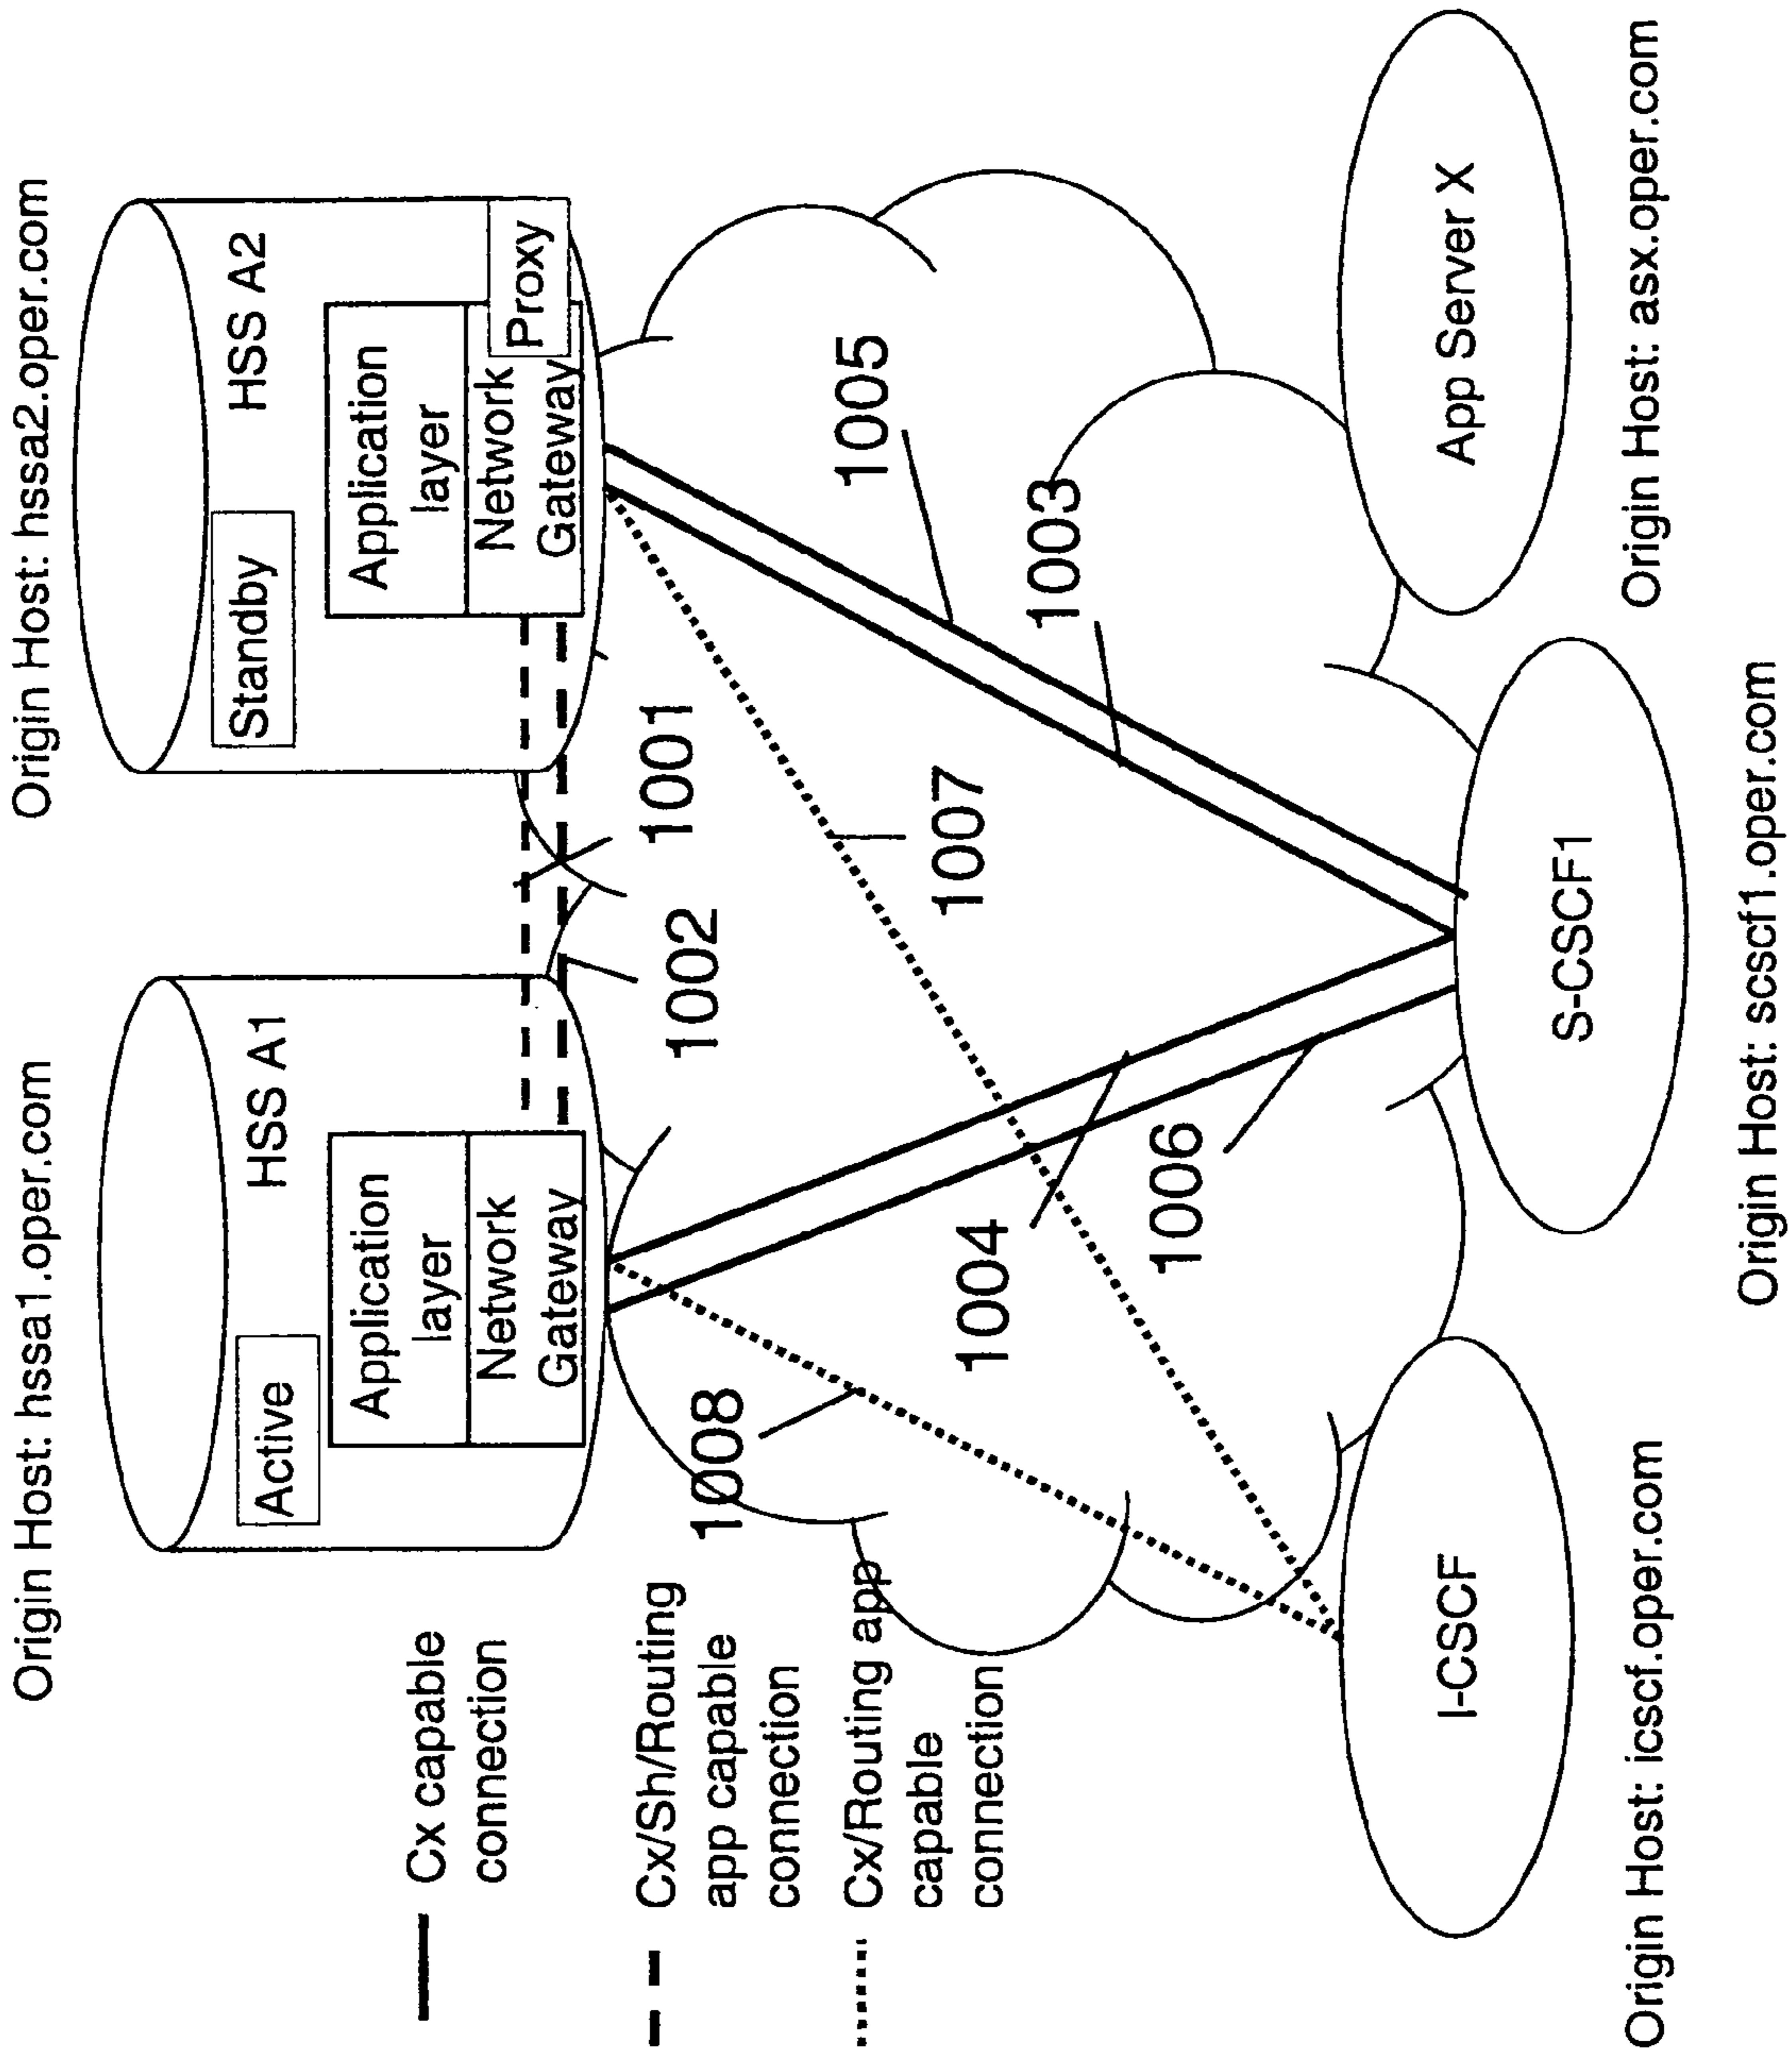 Origin Host: hssa1.oper.com
Origin Host: hssa2.oper.com
Active
HSS A1
Application
layer
Network
Gateway
Standby
HSS A2
Application
layer
Network
Gateway
Proxy
Cx capable
connection
Cx/Sh/Routing
app capable
connection
Cx/Routing app
capable
connection
1001
1002
1008
1007
1005
1004
1003
1006
I-CSCF
S-CSCF1
App Server X
Origin Host: icscf.oper.com
Origin Host: scscf1.oper.com
Origin Host: asx.oper.com